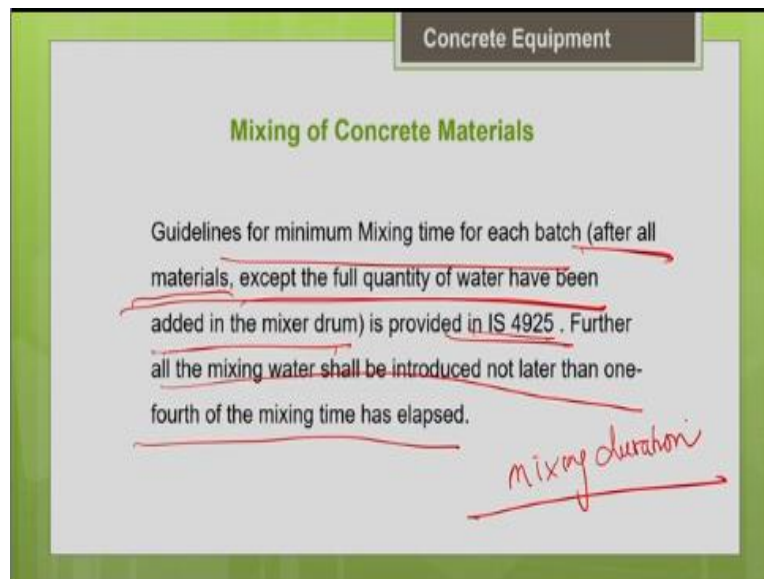 Concrete Equipment
Mixing of Concrete Materials
Guidelines for minimum Mixing time for each batch (after all
materials, except the full quantity of water have been
added in the mixer drum) is provided in IS 4925 . Further
all the mixing water shall be introduced not later than one-
fourth of the mixing time has elapsed.
mixing duration